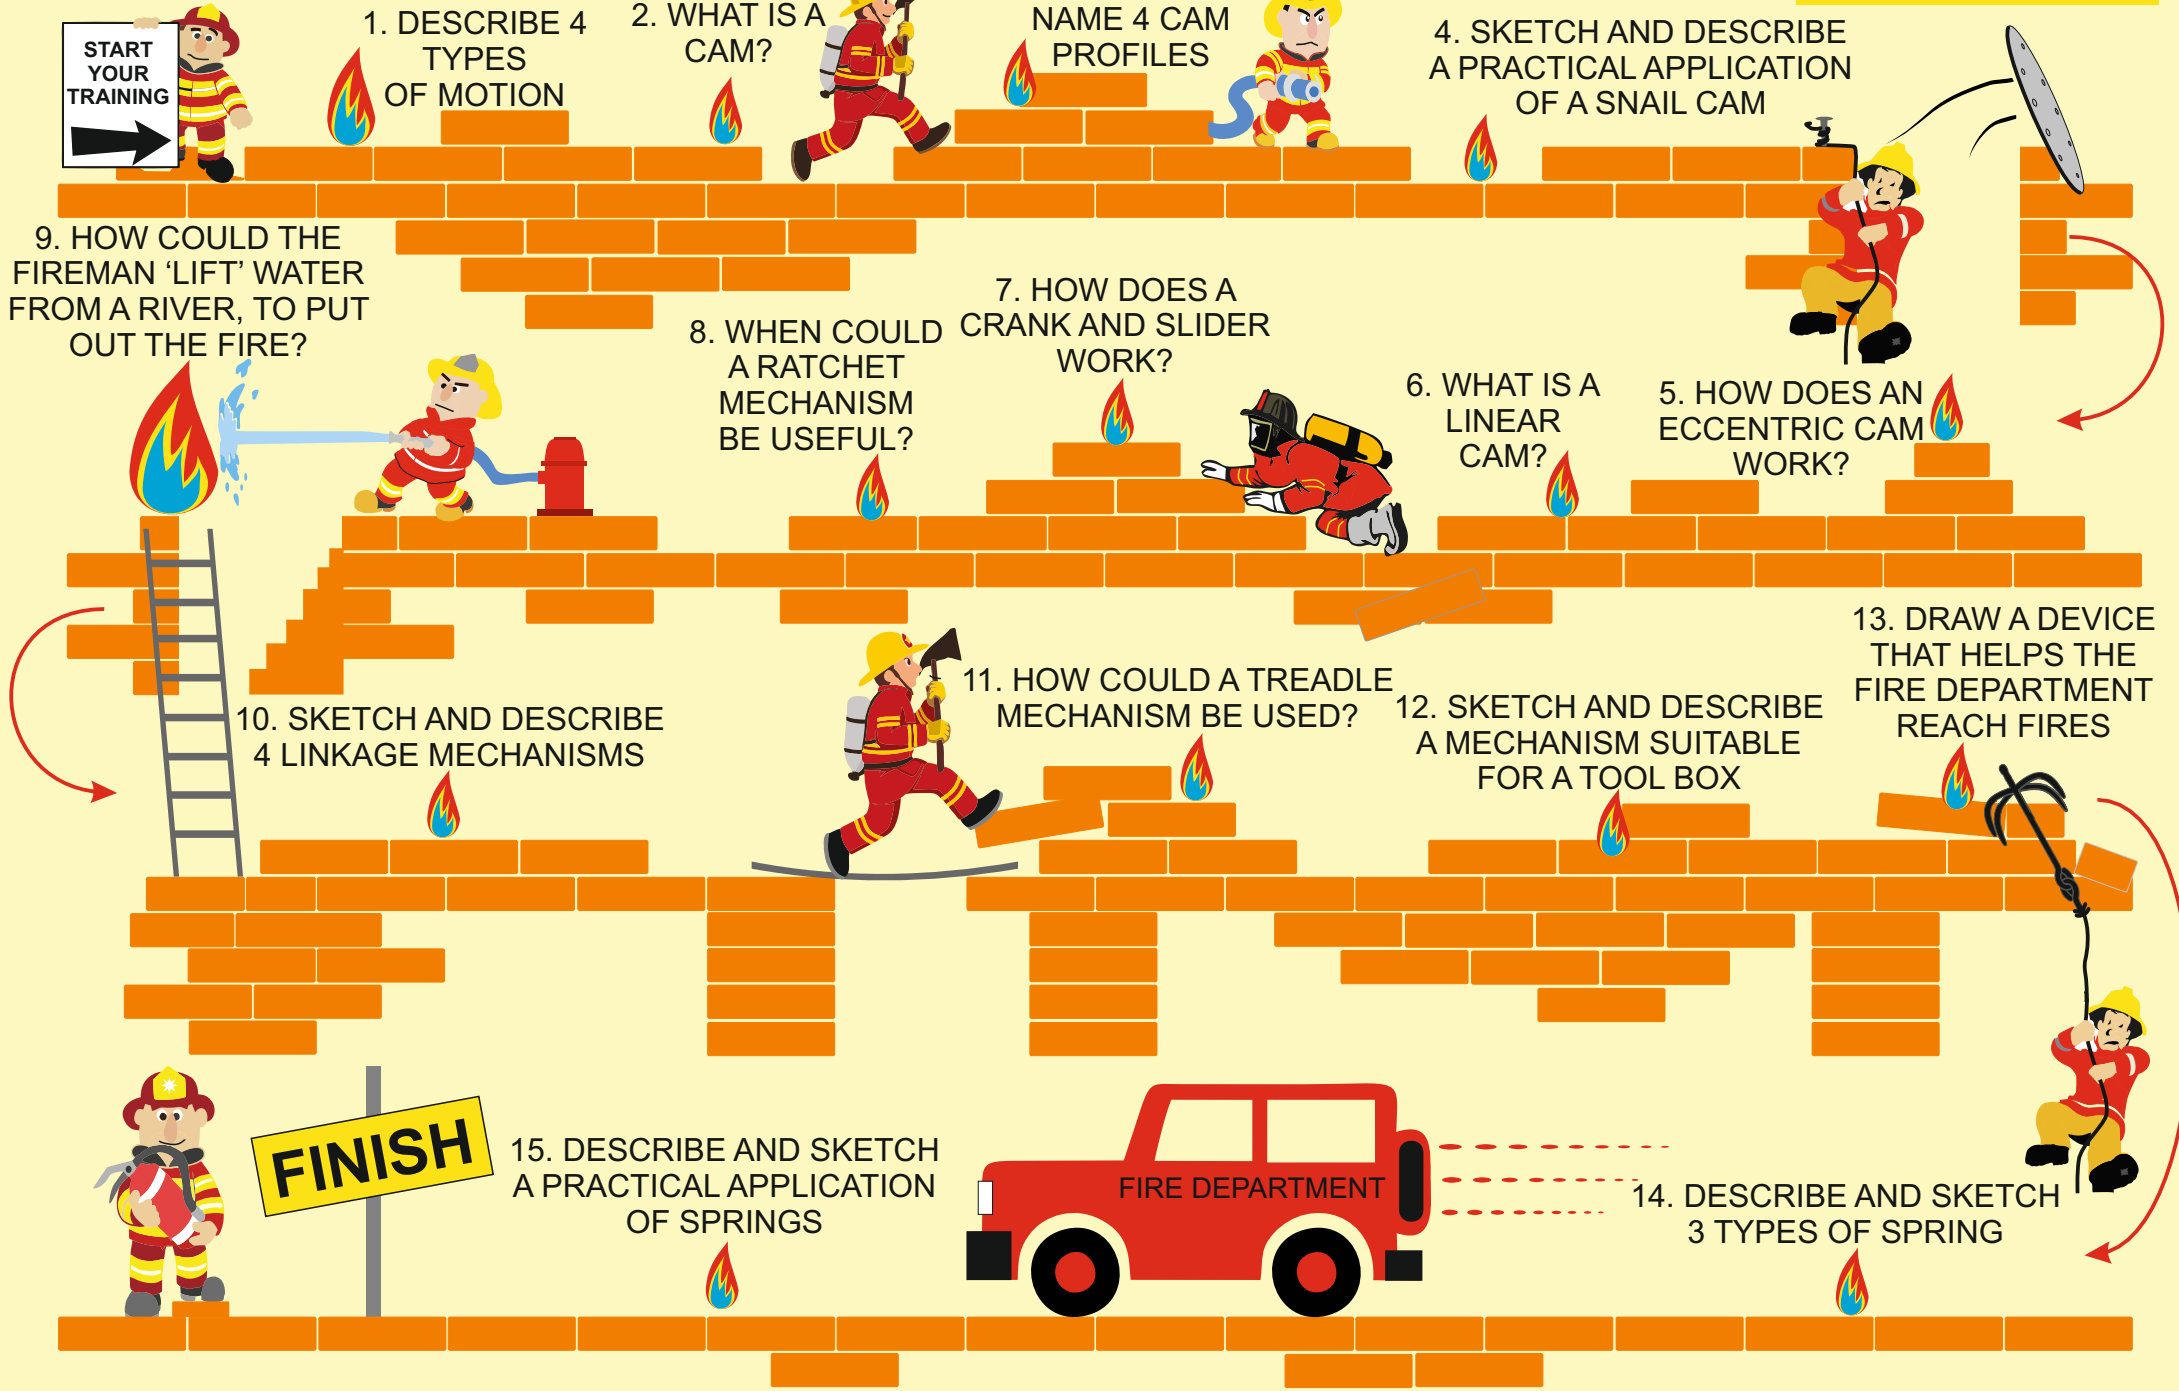 START
YOUR
TRAINING
1. DESCRIBE 4
TYPES
OF MOTION
2. WHAT IS A
CAM?
NAME 4 CAM
PROFILES
4. SKETCH AND DESCRIBE
A PRACTICAL APPLICATION
OF A SNAIL CAM
5. HOW DOES AN
ECCENTRIC CAM
WORK?
6. WHAT IS A
LINEAR
CAM?
7. HOW DOES A
CRANK AND SLIDER
WORK?
8. WHEN COULD
A RATCHET
MECHANISM
BE USEFUL?
9. HOW COULD THE
FIREMAN ‘LIFT’ WATER
FROM A RIVER, TO PUT
OUT THE FIRE?
10. SKETCH AND DESCRIBE
4 LINKAGE MECHANISMS
11. HOW COULD A TREADLE
MECHANISM BE USED?
12. SKETCH AND DESCRIBE
A MECHANISM SUITABLE
FOR A TOOL BOX
13. DRAW A DEVICE
THAT HELPS THE
FIRE DEPARTMENT
REACH FIRES
14. DESCRIBE AND SKETCH
3 TYPES OF SPRING
FIRE DEPARTMENT
15. DESCRIBE AND SKETCH
A PRACTICAL APPLICATION
OF SPRINGS
FINISH